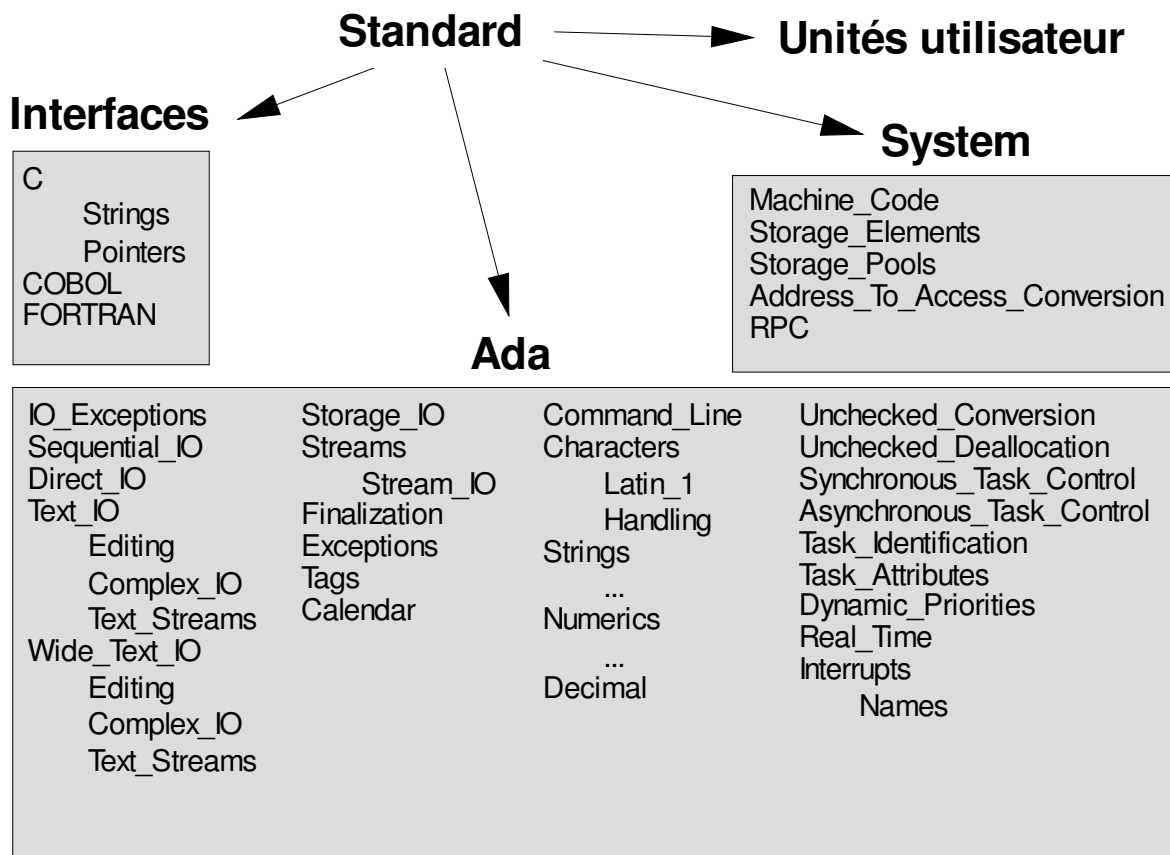 Standard
Unités utilisateur
Interfaces
System
C
Strings
Pointers
COBOL
FORTRAN
Machine_Code
Storage_Elements
Storage_Pools
Address_To_Access_Conversion
RPC
Ada
IO_Exceptions
Sequential_IO
Direct_IO
Text_IO
Editing
Complex_IO
Text_Streams
Wide_Text_IO
Editing
Complex_IO
Text_Streams
Storage_IO
Streams
Stream_IO
Finalization
Exceptions
Tags
Calendar
Command_Line
Characters
Latin_1
Handling
Strings
...
Numerics
...
Decimal
Unchecked_Conversion
Unchecked_Deallocation
Synchronous_Task_Control
Asynchronous_Task_Control
Task_Identification
Task_Attributes
Dynamic_Priorities
Real_Time
Interrupts
Names